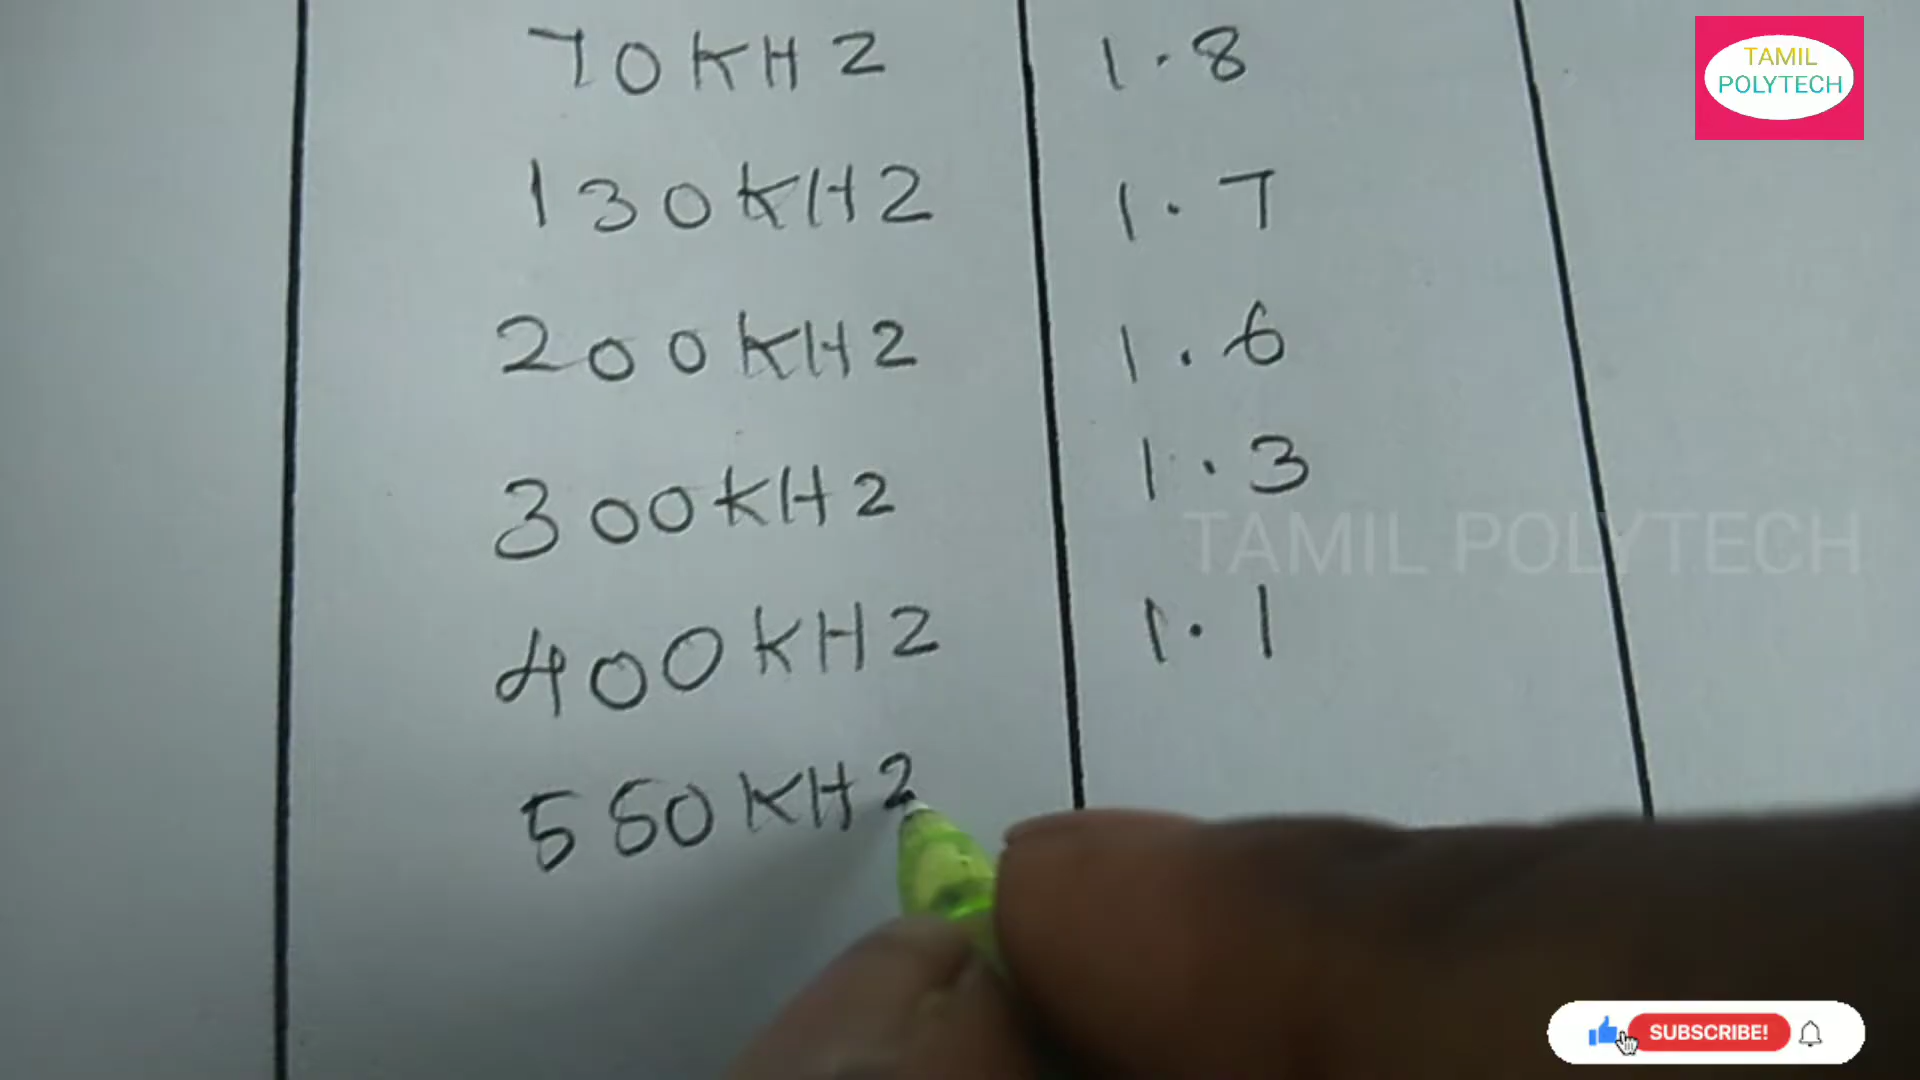 70KHZ 1.8
TAMIL
POLYTECH
130KHZ 1.7
200KHZ 1.6
300KHZ 1.3
TAMIL POLYTECH
400KHZ 1.1
550KHZ
SUBSCRIBE!